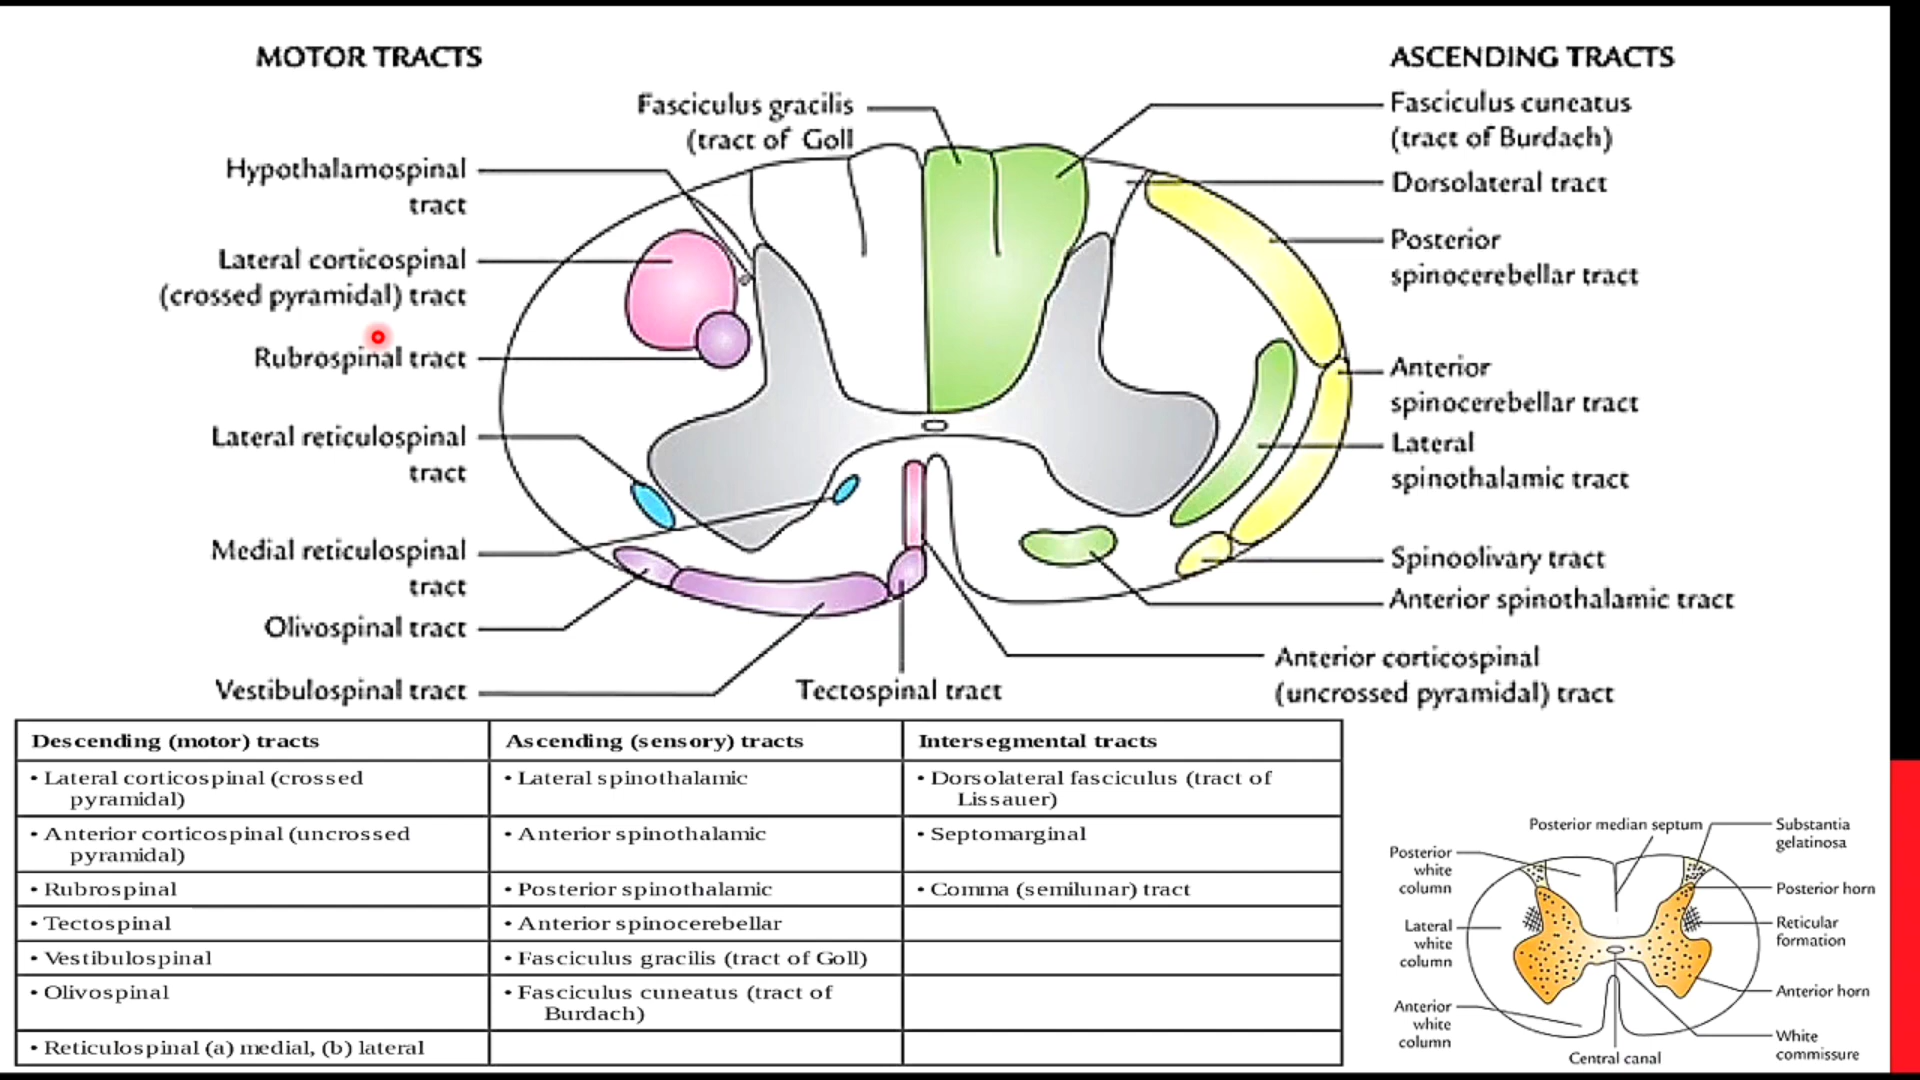 MOTOR TRACTS
ASCENDING TRACTS
Fasciculus gracilis
(tract of Goll
Hypothalamospinal
tract
Lateral corticospinal
(crossed pyramidal) tract
Rubrospinal tract
Lateral reticulospinal
tract
Medial reticulospinal
tract
Olivospinal tract
Vestibulospinal tract
Tectospinal tract
Fasciculus cuneatus
(tract of Burdach)
Dorsolateral tract
Posterior
spinocerebellar tract
Anterior
spinocerebellar tract
Lateral
spinothalamic tract
Spinoolivary tract
Anterior spinothalamic tract
Anterior corticospinal
(uncrossed pyramidal) tract
Descending (motor) tracts
Ascending (sensory) tracts
Intersegmental tracts
• Lateral corticospinal (crossed
pyramidal)
• Lateral spinothalamic
• Dorsolateral fasciculus (tract of
Lissauer)
• Anterior corticospinal (uncrossed
pyramidal)
• Anterior spinothalamic
• Septomarginal
• Rubrospinal
• Posterior spinothalamic
• Comma (semilunar) tract
• Tectospinal
• Anterior spinocerebellar
• Vestibulospinal
• Fasciculus gracilis (tract of Goll)
• Olivospinal
• Fasciculus cuneatus (tract of
Burdach)
• Reticulospinal (a) medial, (b) lateral
Posterior median septum
Substantia
gelatinosa
Posterior
white
column
Posterior horn
Lateral
white
column
Reticular
formation
Anterior horn
Anterior
white
column
White
commissure
Central canal